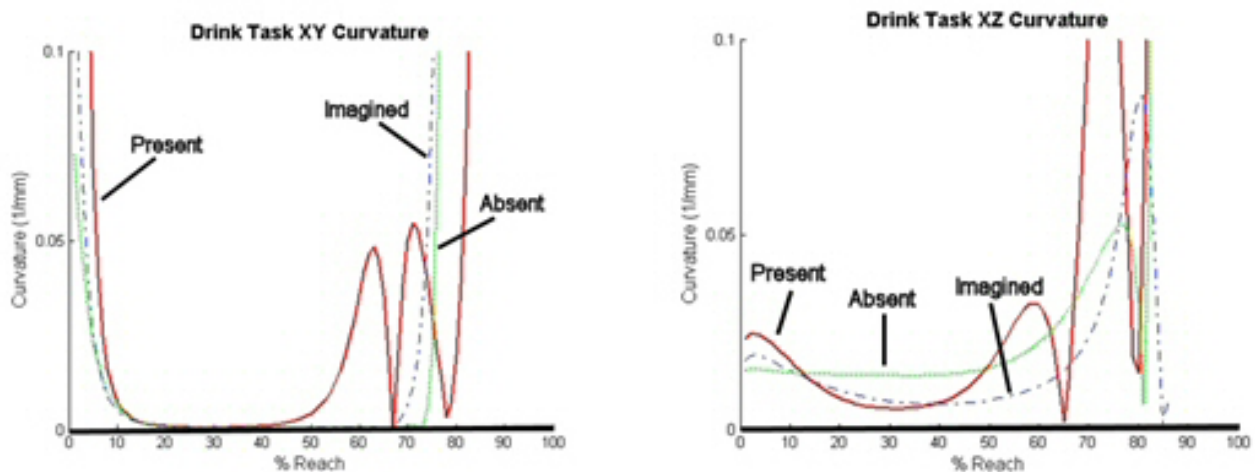 Drink Task XY Curvature
0.1
Imagined
Present
Absent
0.05
Curvature (1/mm)
0
0 10 20 30 40 50 60 70 80 90 100
% Reach
Drink Task XZ Curvature
0.1
0.05
Curvature (1/mm)
Present
Absent
Imagined
0
0 10 20 30 40 50 60 70 80 90 100
% Reach